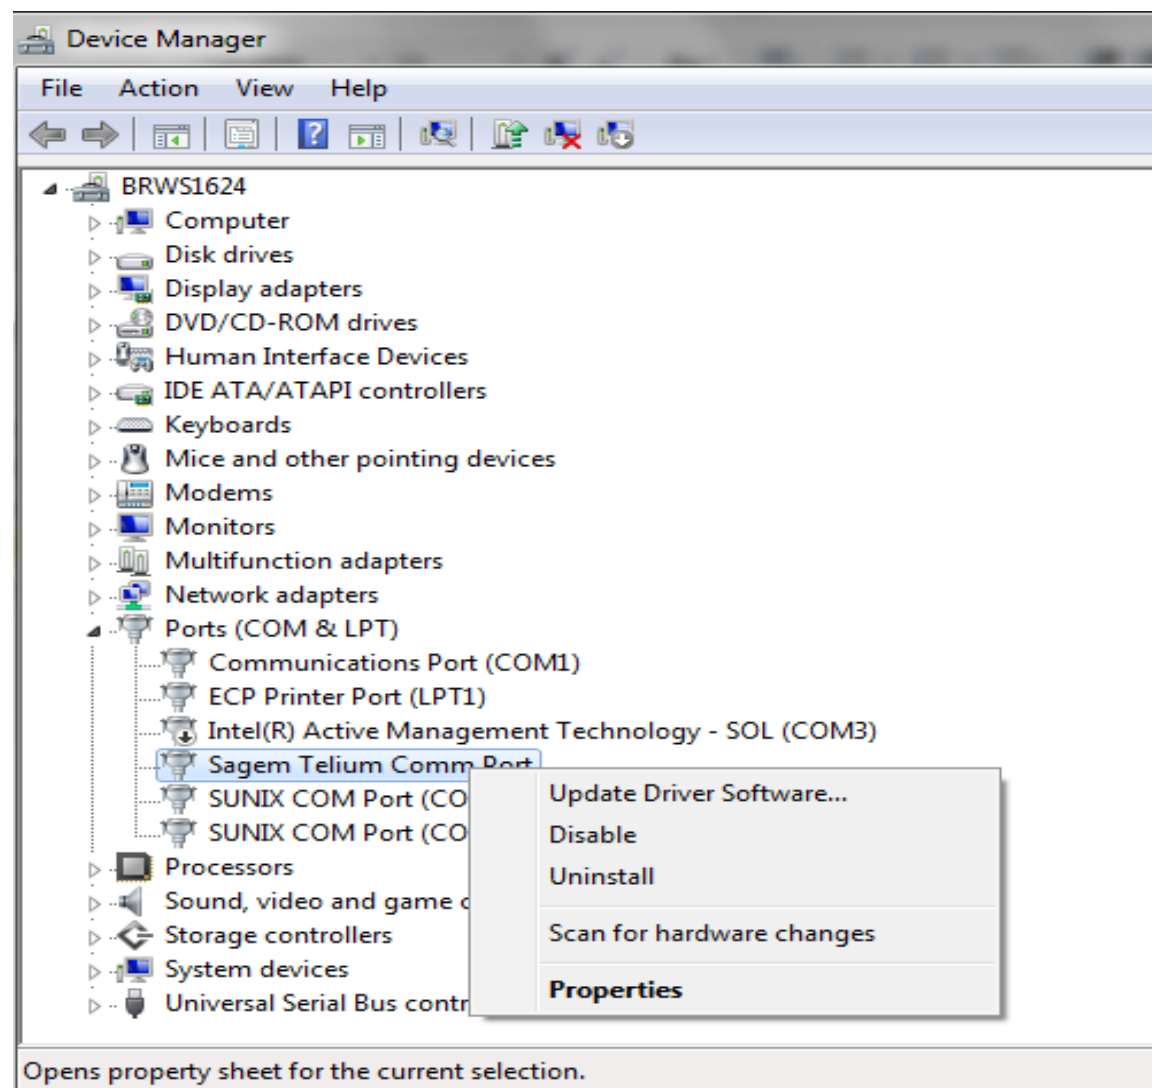 Device Manager
File Action View Help
BRWS1624
Computer
Disk drives
Display adapters
DVD/CD-ROM drives
Human Interface Devices
IDE ATA/ATAPI controllers
Keyboards
Mice and other pointing devices
Modems
Monitors
Multifunction adapters
Network adapters
Ports (COM & LPT)
Communications Port (COM1)
ECP Printer Port (LPT1)
Intel(R) Active Management Technology - SOL (COM3)
Sagem Telium Comm Port
SUNIX COM Port (CO
SUNIX COM Port (CO
Processors
Sound, video and game c
Storage controllers
System devices
Universal Serial Bus contr
Update Driver Software...
Disable
Uninstall
Scan for hardware changes
Properties
Opens property sheet for the current selection.